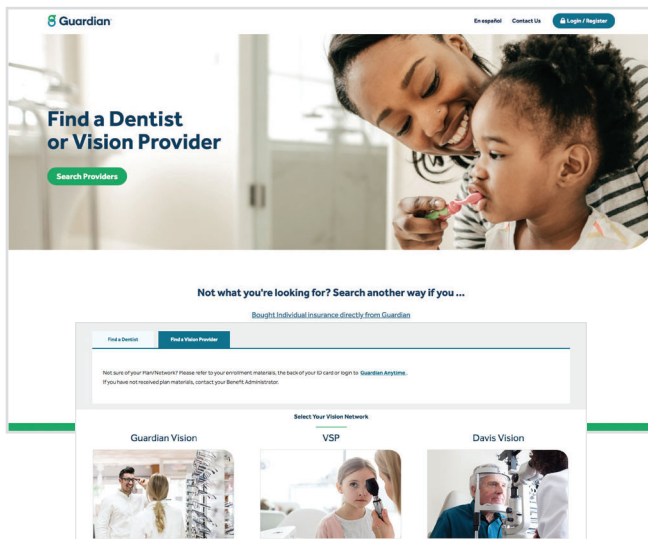 Guardian
En español Contact Us Login / Register
Find a Dentist
or Vision Provider
Search Providers
Not what you're looking for? Search another way if you ...
Bought Individual insurance directly from Guardian
Find a Dentist Find a Vision Provider
Not sure of your Plan/Network? Please refer to your enrollment materials, the back of your ID card or login to Guardian Anytime.
If you have not received plan materials, contact your Benefit Administrator.
Select Your Vision Network
Guardian Vision VSP Davis Vision